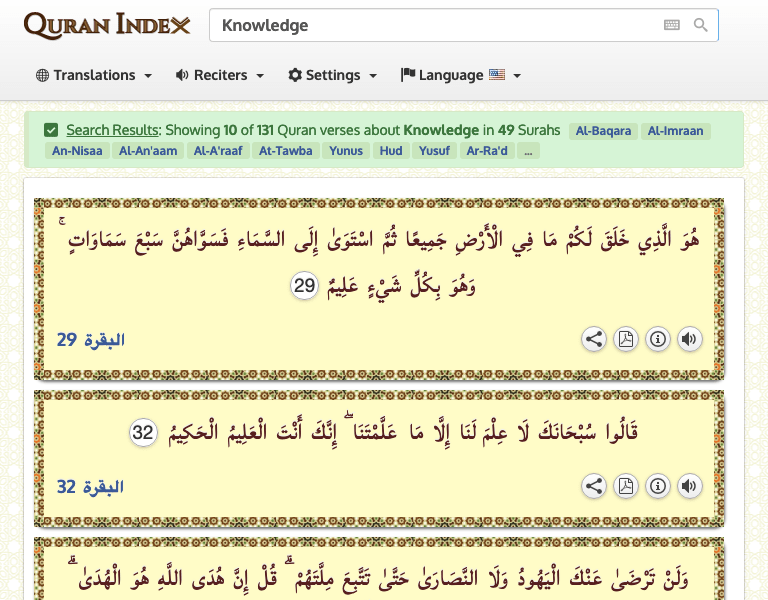 QURAN INDEX
Knowledge
Translations Reciters Settings Language
Search Results: Showing 10 of 131 Quran verses about Knowledge in 49 Surahs Al-Baqara Al-Imraan
An-Nisaa Al-An'aam Al-A'raaf At-Tawba Yunus Hud Yusuf Ar-Ra'd ...
هُوَ الَّذِي خَلَقَ لَكُمْ مَا فِي الْأَرْضِ جَمِيعًا ثُمَّ اسْتَوَىٰ إِلَى السَّمَاءِ فَسَوَّاهُنَّ سَبْعَ سَمَاوَاتٍ ۚ
وَهُوَ بِكُلِّ شَيْءٍ عَلِيمٌ 29
البقرة 29
قَالُوا سُبْحَانَكَ لَا عِلْمَ لَنَا إِلَّا مَا عَلَّمْتَنَا ۖ إِنَّكَ أَنْتَ الْعَلِيمُ الْحَكِيمُ 32
البقرة 32
وَلَنْ تَرْضَىٰ عَنْكَ الْيَهُودُ وَلَا النَّصَارَىٰ حَتَّىٰ تَتَّبِعَ مِلَّتَهُمْ ۗ قُلْ إِنَّ هُدَى اللَّهِ هُوَ الْهُدَىٰ ۗ